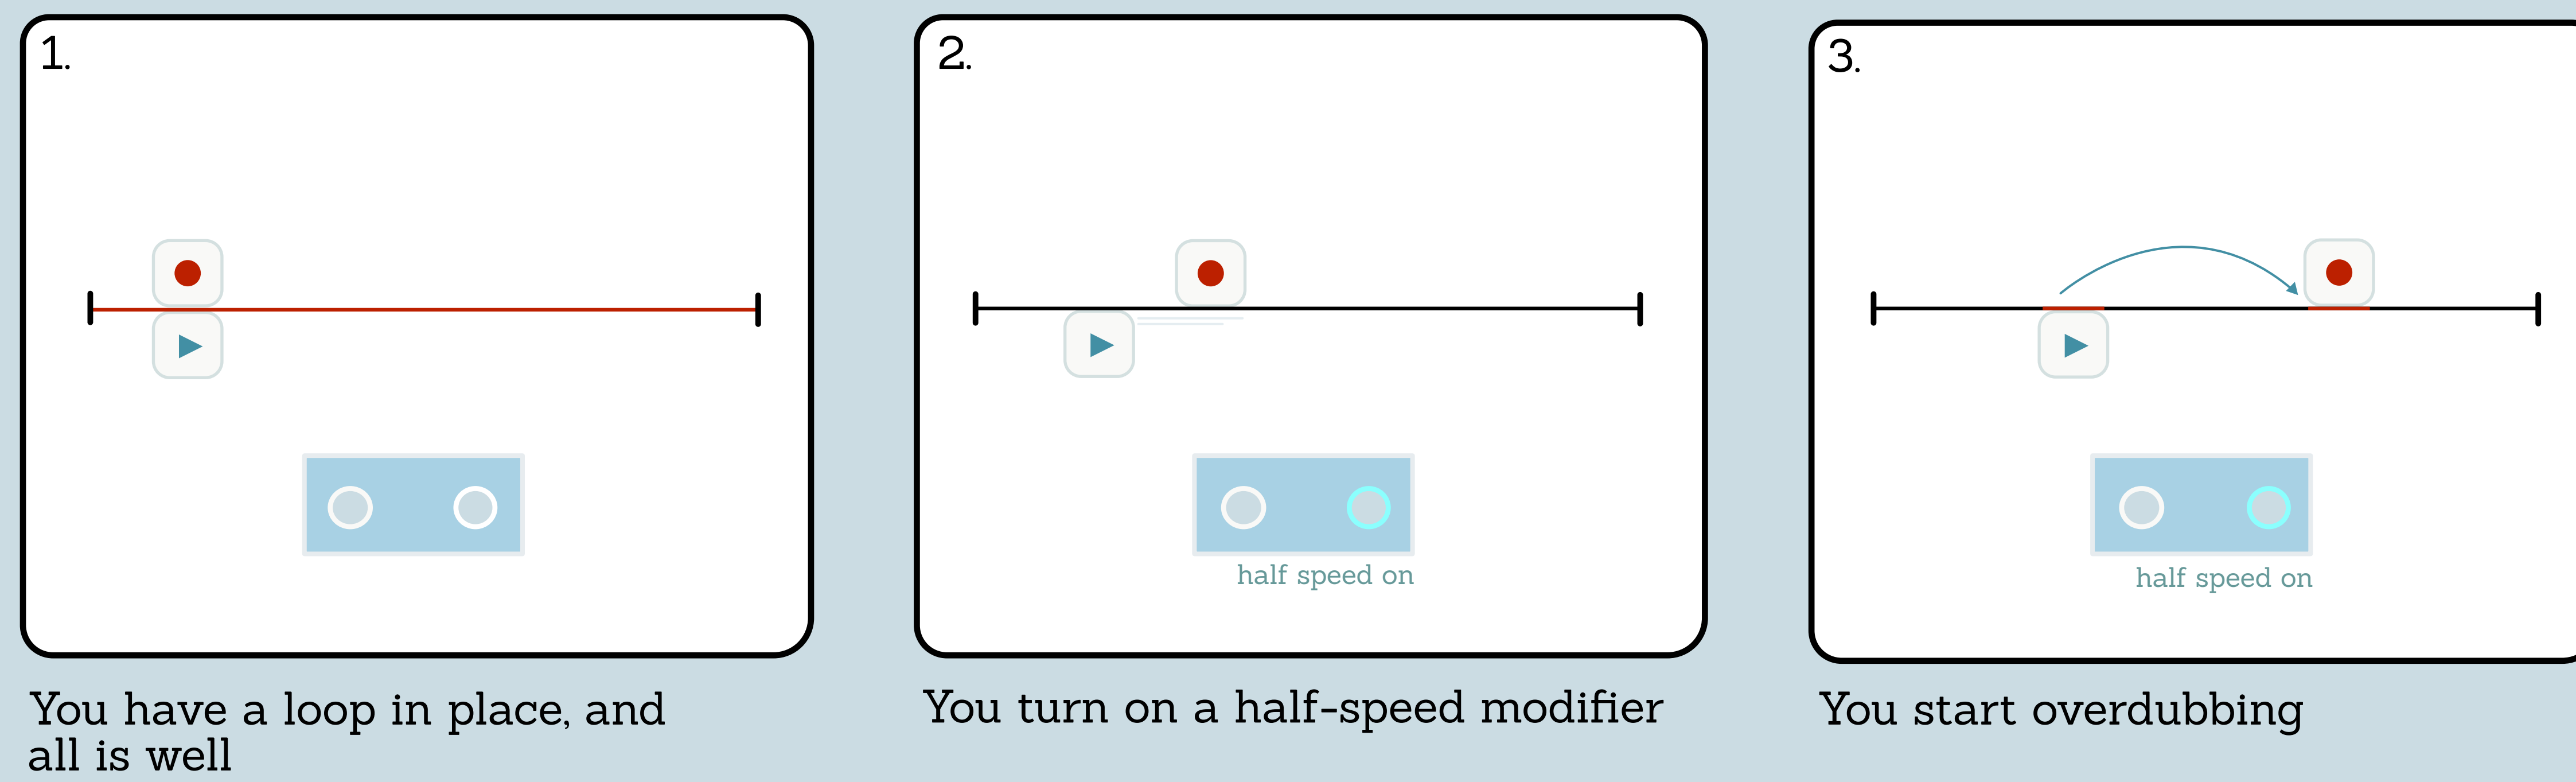 1.
You have a loop in place, and
all is well
2.
half speed on
You turn on a half-speed modifier
3.
half speed on
You start overdubbing